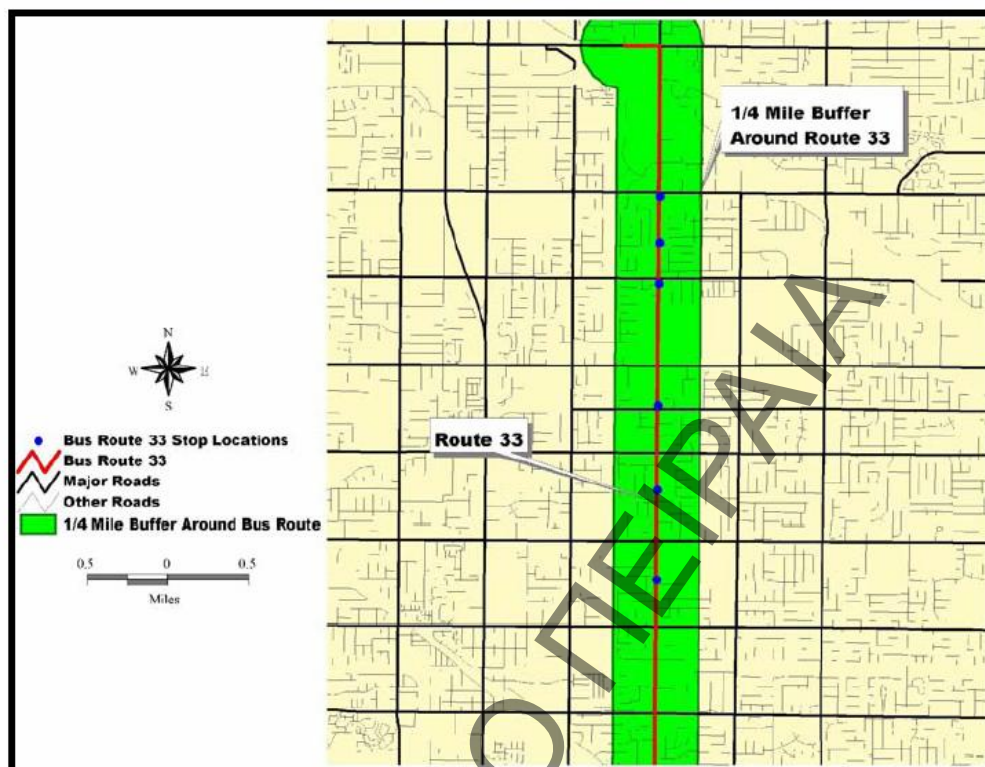 1/4 Mile Buffer
Around Route 33
Route 33
N
W
E
S
Bus Route 33 Stop Locations
Bus Route 33
Major Roads
Other Roads
1/4 Mile Buffer Around Bus Route
0.5 0 0.5
Miles
Ο ΠΕΙΡΑΙΑ